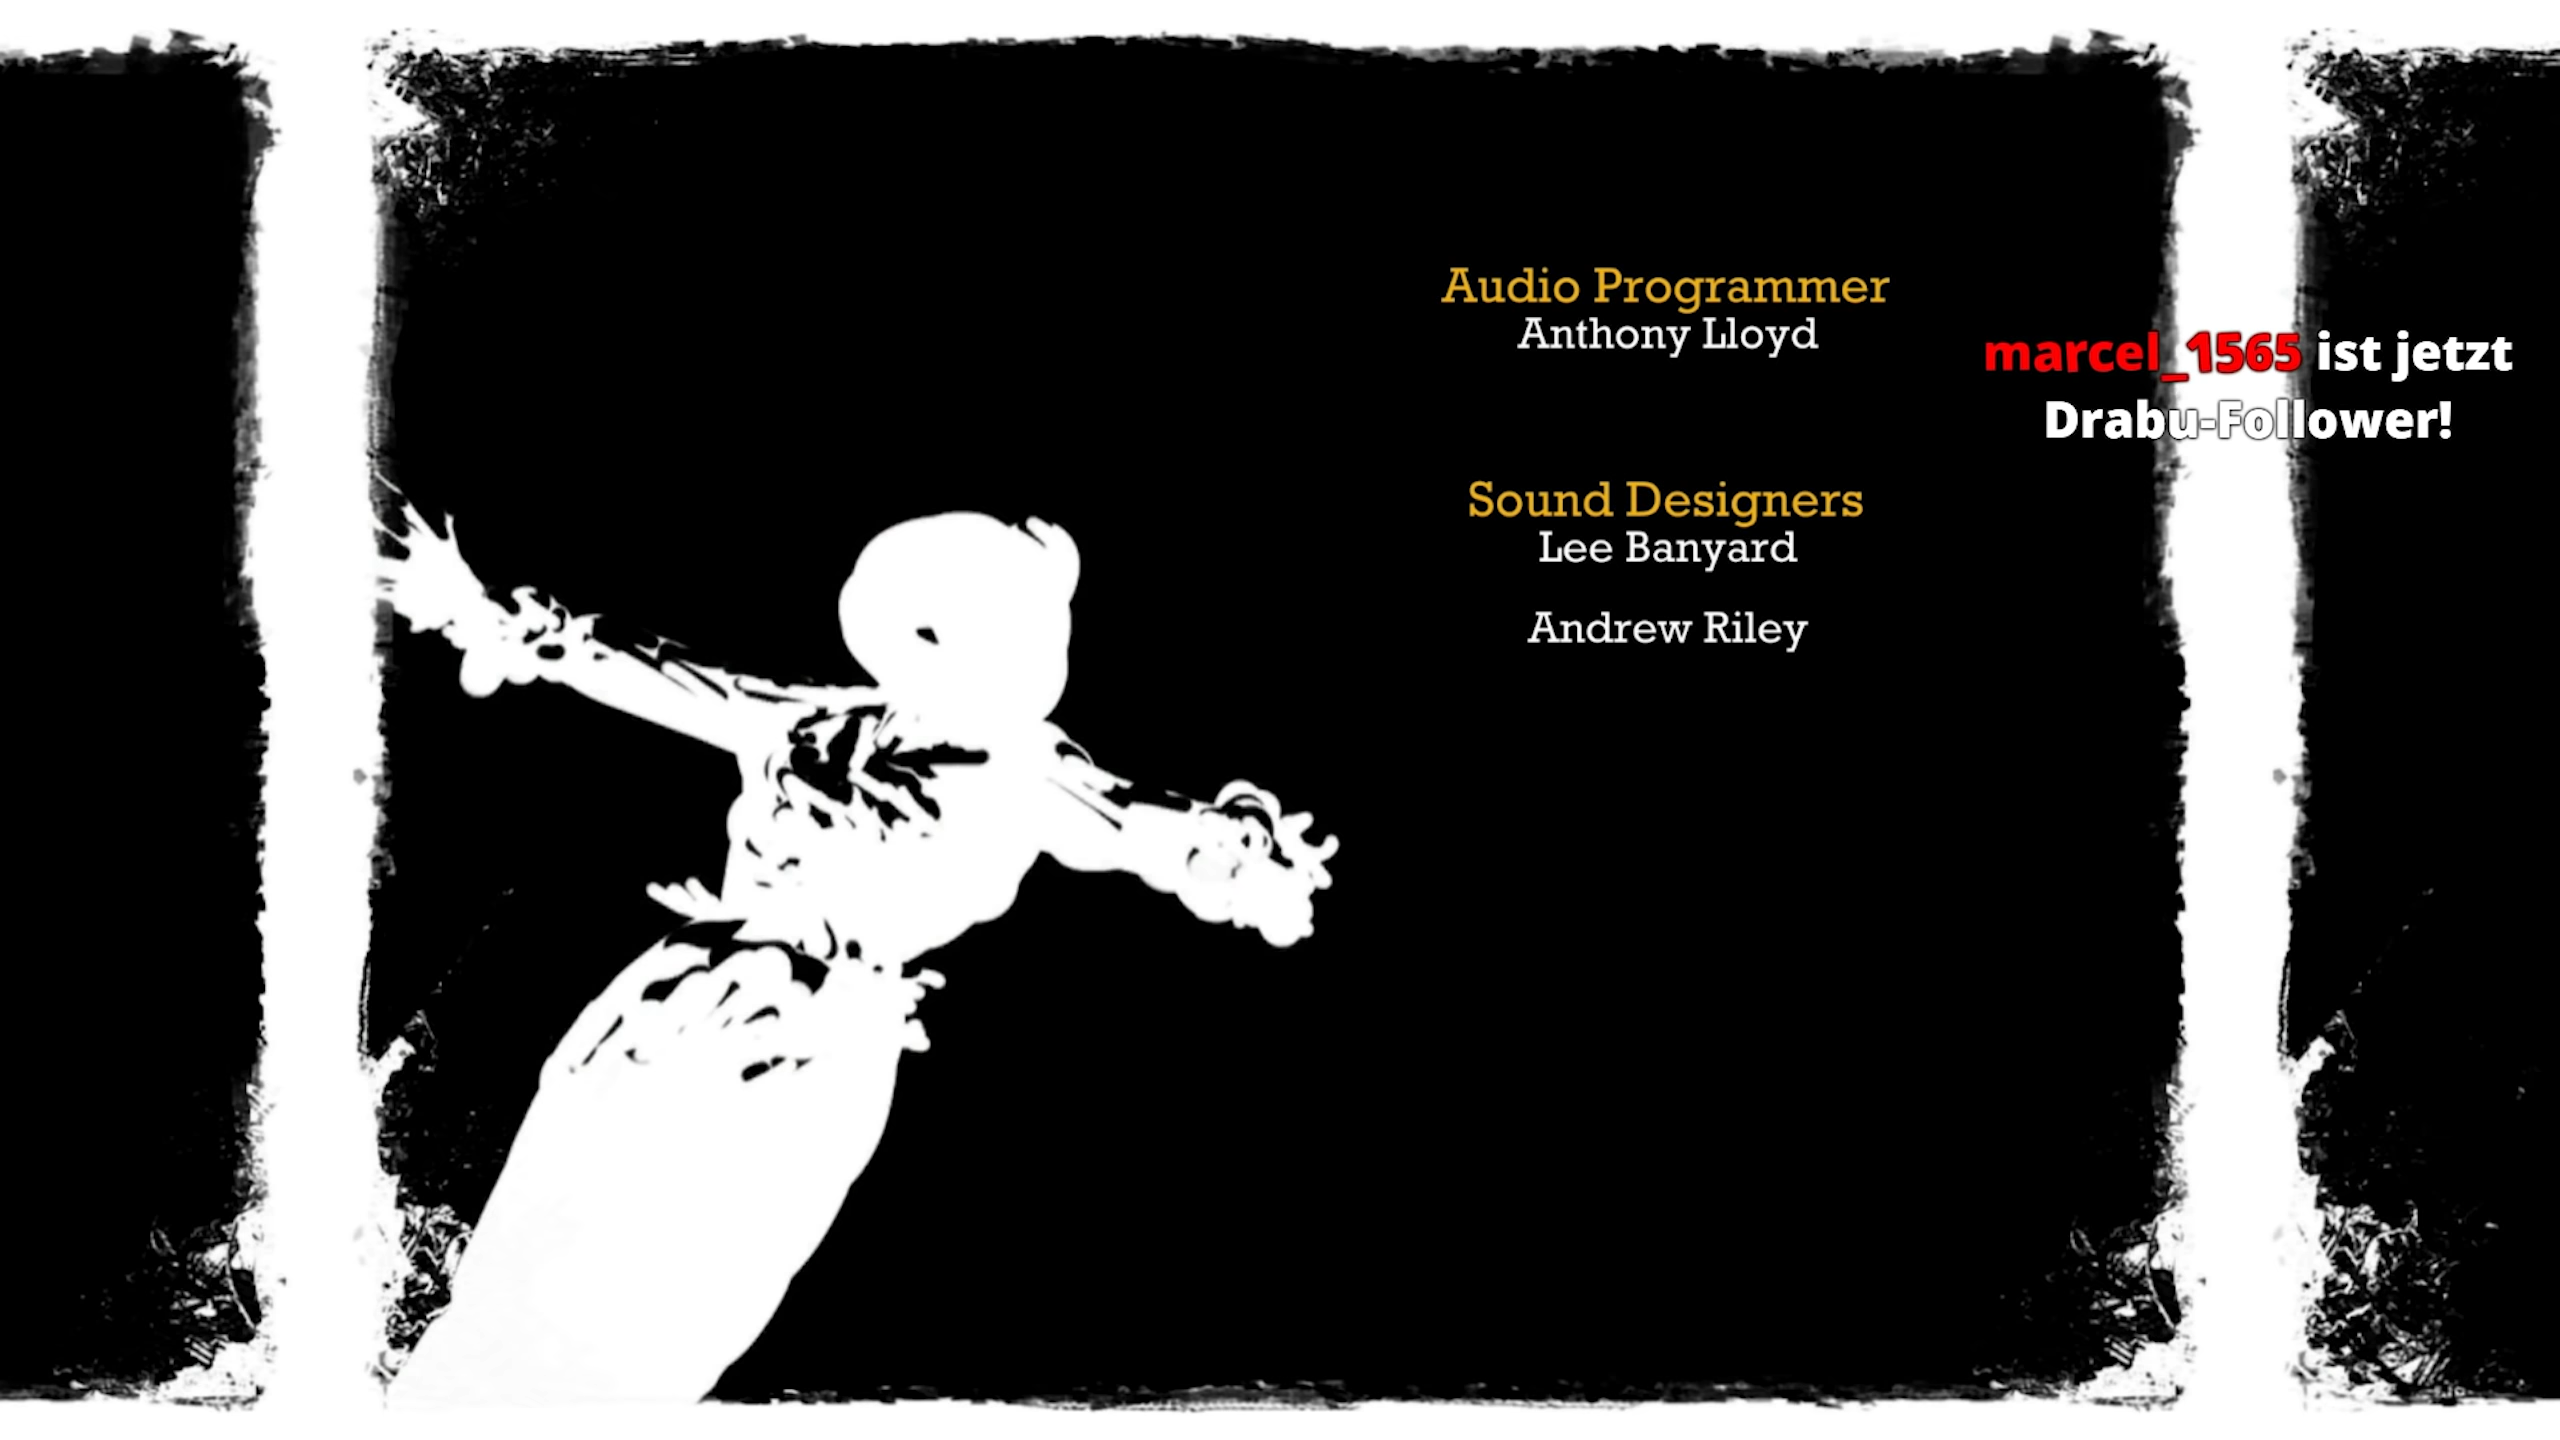 Audio Programmer
Anthony Lloyd
marcel_1565 ist jetzt
Drabu-Follower!
Sound Designers
Lee Banyard
Andrew Riley